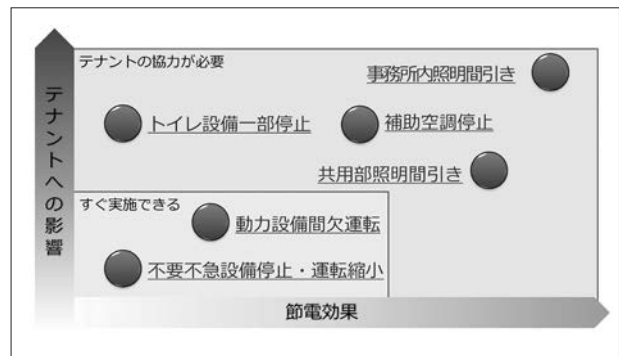 テナントの協力が必要
事務所内照明間引き
トイレ設備一部停止
補助空調停止
共用部照明間引き
すぐ実施できる
動力設備間欠運転
不要不急設備停止・運転縮小
テナントへの影響
節電効果